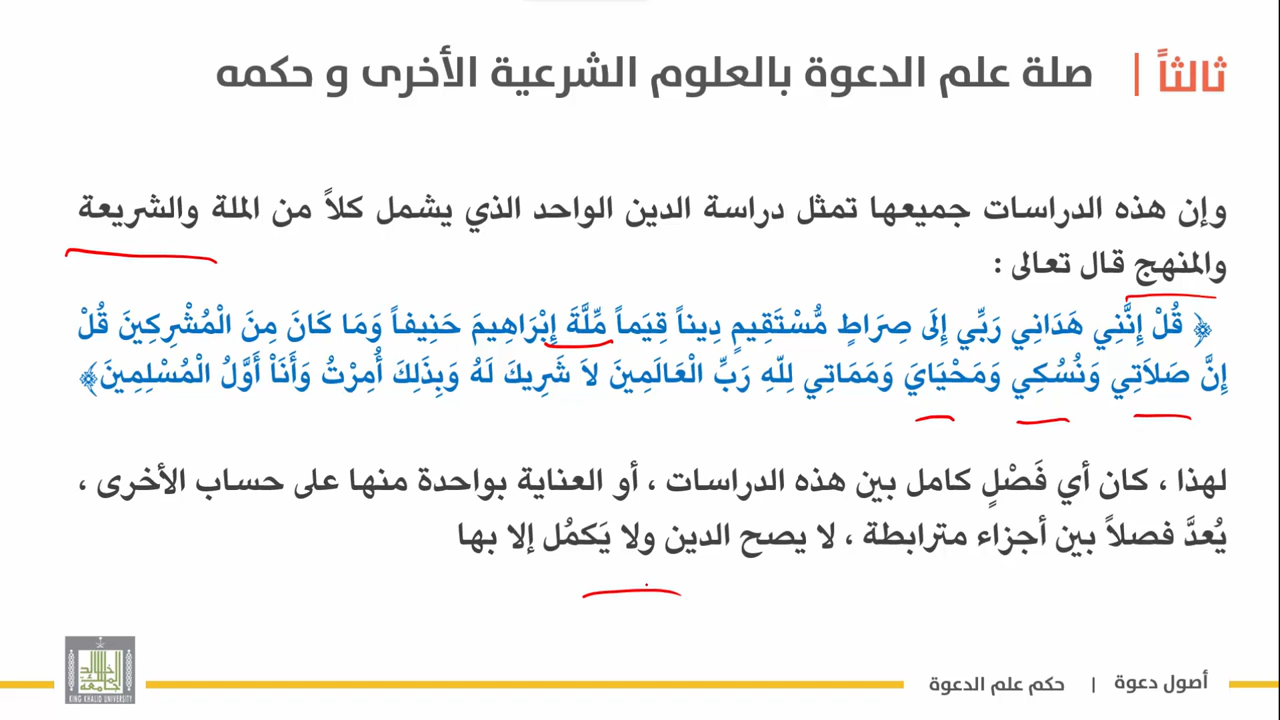 ثالثاً | صلة علم الدعوة بالعلوم الشرعية الأخرى و حكمه
وإن هذه الدراسات جميعها تمثل دراسة الدين الواحد الذي يشمل كلاً من الملة والشريعة
والمنهج قال تعالى :
﴿ قُلْ إِنَّنِي هَدَانِي رَبِّي إِلَى صِرَاطٍ مُّسْتَقِيمٍ دِيناً قِيَماً مِّلَّةَ إِبْرَاهِيمَ حَنِيفاً وَمَا كَانَ مِنَ الْمُشْرِكِينَ قُلْ
إِنَّ صَلاَتِي وَنُسُكِي وَمَحْيَايَ وَمَمَاتِي لِلّهِ رَبِّ الْعَالَمِينَ لاَ شَرِيكَ لَهُ وَبِذَلِكَ أُمِرْتُ وَأَنَاْ أَوَّلُ الْمُسْلِمِينَ﴾
لهذا ، كان أي فَصْلٍ كامل بين هذه الدراسات ، أو العناية بواحدة منها على حساب الأخرى ،
يُعدَّ فصلاً بين أجزاء مترابطة ، لا يصح الدين ولا يَكمُل إلا بها
أصول دعوة | حكم علم الدعوة
جامعة الملك خالد
KING KHALID UNIVERSITY